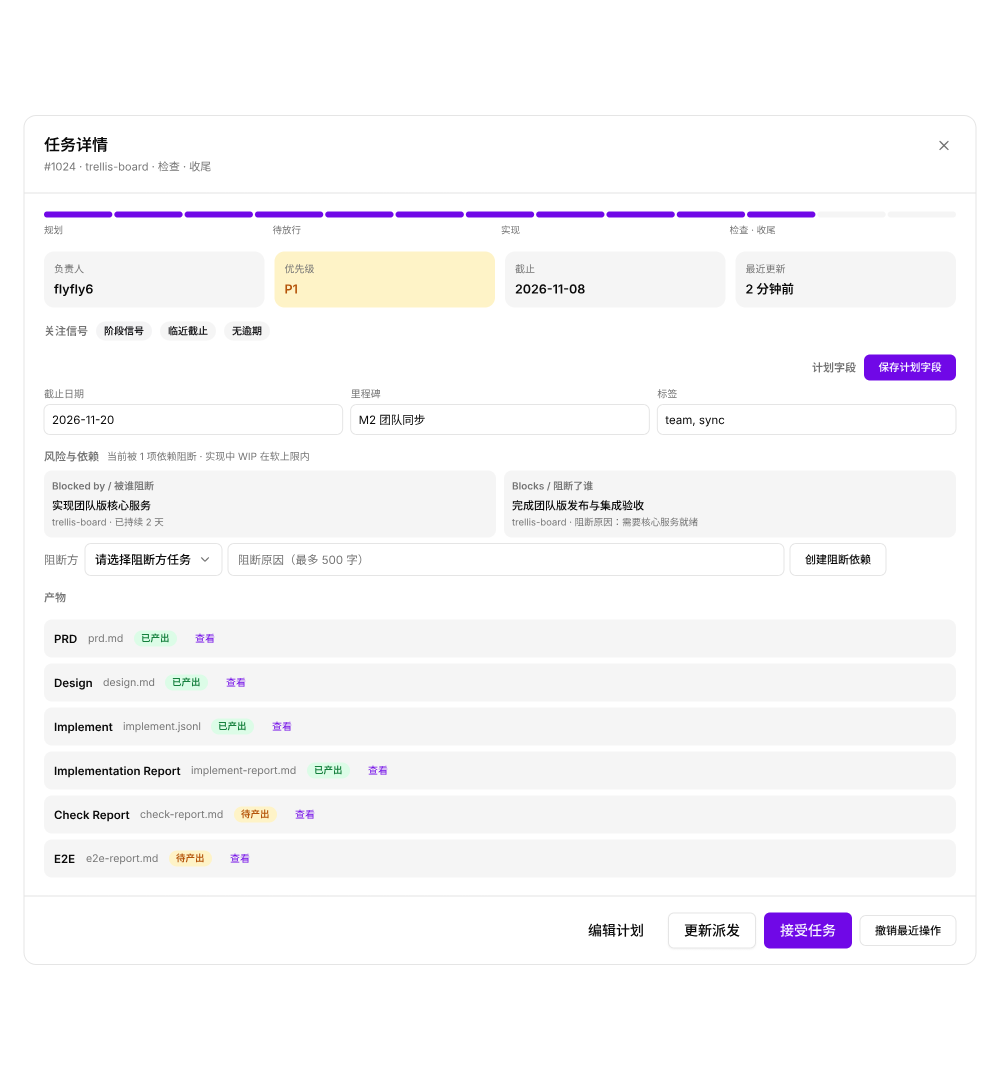 任务详情
#1024 · trellis-board · 检查 · 收尾
规划 待放行 实现 检查 · 收尾
负责人 优先级 截止 最近更新
flyfly6 P1 2026-11-08 2 分钟前
关注信号 阶段信号 临近截止 无逾期
计划字段 保存计划字段
截止日期 里程碑 标签
2026-11-20 M2 团队同步 team, sync
风险与依赖 当前被 1 项依赖阻断 · 实现中 WIP 在软上限内
Blocked by / 被谁阻断
实现团队版核心服务
trellis-board · 已持续 2 天
Blocks / 阻断了谁
完成团队版发布与集成验收
trellis-board · 阻断原因：需要核心服务就绪
阻断方 请选择阻断方任务 阻断原因（最多 500 字） 创建阻断依赖
产物
PRD prd.md 已产出 查看
Design design.md 已产出 查看
Implement implement.jsonl 已产出 查看
Implementation Report implement-report.md 已产出 查看
Check Report check-report.md 待产出 查看
E2E e2e-report.md 待产出 查看
编辑计划 更新派发 接受任务 撤销最近操作